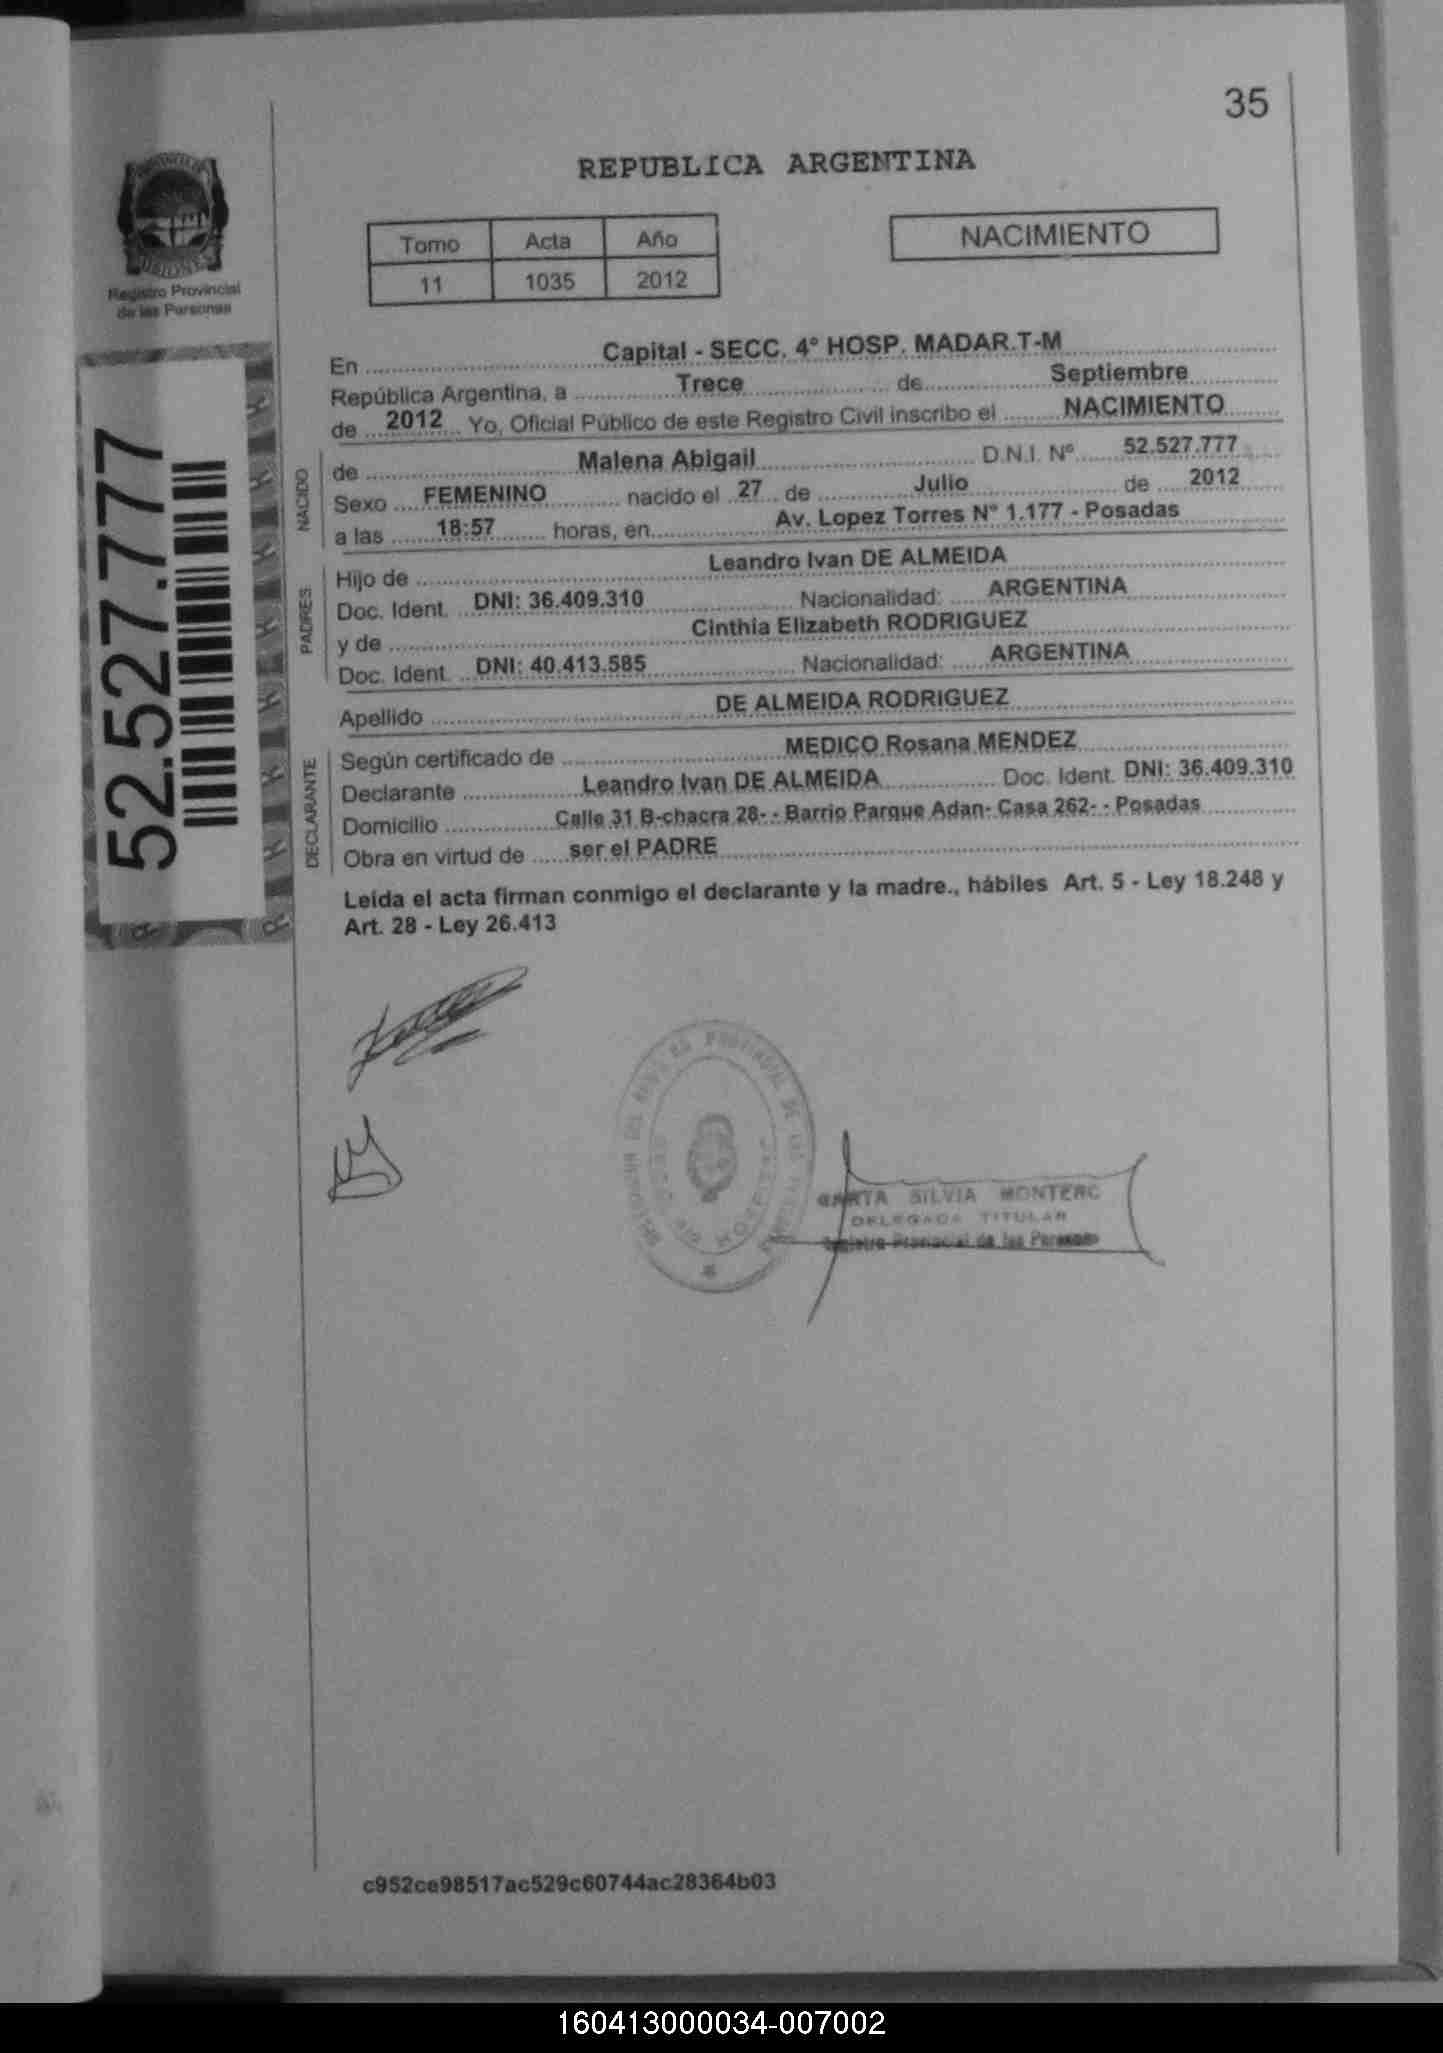 35
REPUBLICA ARGENTINA
Registro Provincial
de las Personas
Tomo Acta Año
11 1035 2012
NACIMIENTO
52.527.777
En Capital - SECC. 4° HOSP. MADAR.T-M
República Argentina, a Trece de Septiembre
de 2012 Yo, Oficial Público de este Registro Civil inscribo el NACIMIENTO
NACIDO
de Malena Abigail D.N.I. Nº 52.527.777
Sexo FEMENINO nacido el 27 de Julio de 2012
a las 18:57 horas, en Av. Lopez Torres N° 1.177 - Posadas
PADRES
Hijo de Leandro Ivan DE ALMEIDA
Doc. Ident. DNI: 36.409.310 Nacionalidad: ARGENTINA
y de Cinthia Elizabeth RODRIGUEZ
Doc. Ident. DNI: 40.413.585 Nacionalidad: ARGENTINA
Apellido DE ALMEIDA RODRIGUEZ
DECLARANTE
Según certificado de MEDICO Rosana MENDEZ
Declarante Leandro Ivan DE ALMEIDA Doc. Ident. DNI: 36.409.310
Domicilio Calle 31 B-chacra 28- - Barrio Parque Adan- Casa 262- - Posadas
Obra en virtud de ser el PADRE
Leída el acta firman conmigo el declarante y la madre., hábiles Art. 5 - Ley 18.248 y
Art. 28 - Ley 26.413
SILVIA
DELEGADA TITULAR
Provincial de las Personas
c952ce98517ac529c60744ac28364b03
160413000034-007002